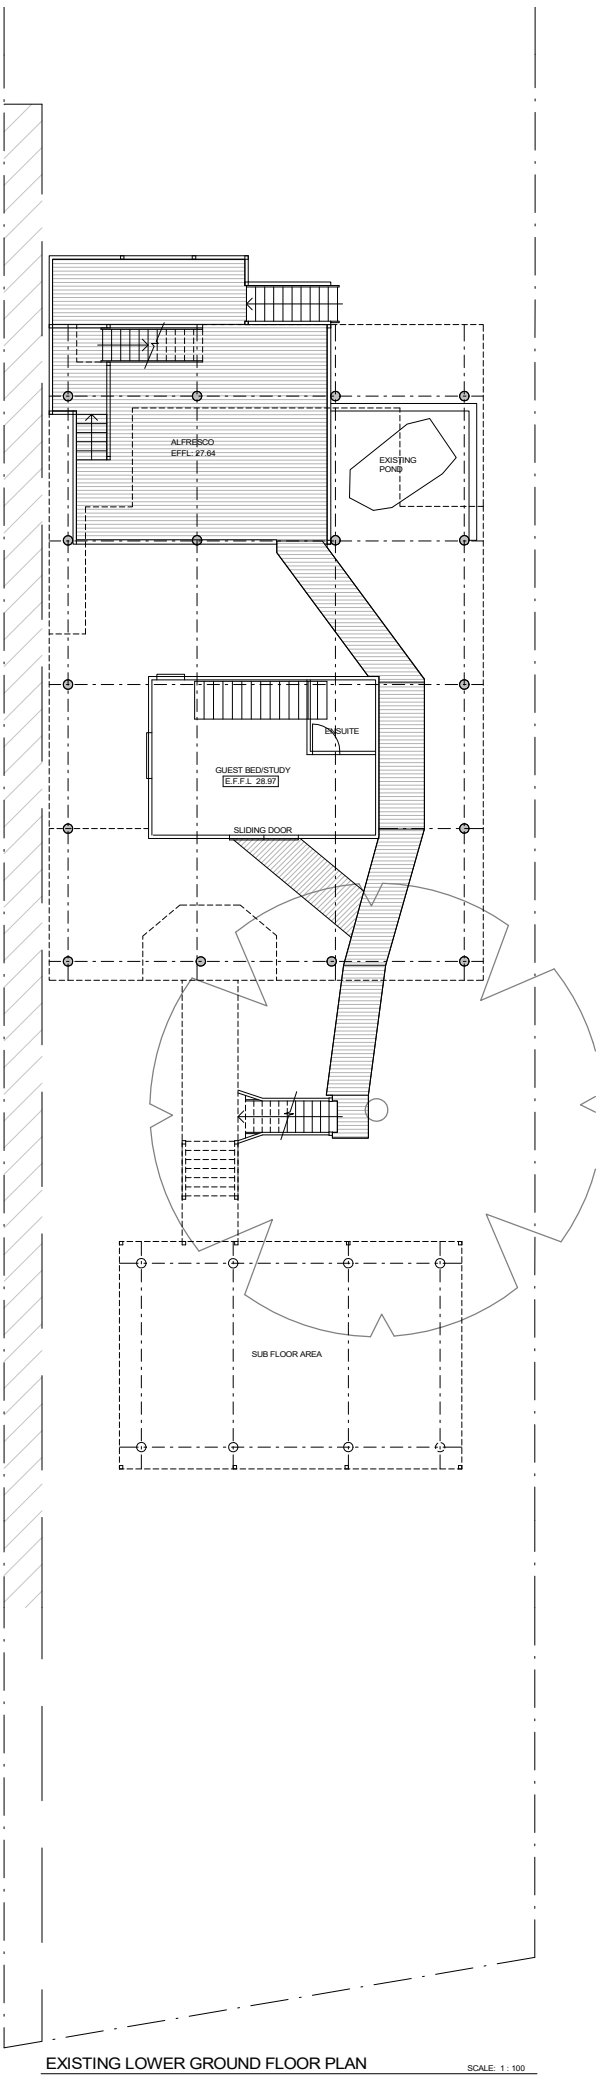 ALFRESCO
EFFL: 27.64
EXISTING
POND
ENSUITE
GUEST BED/STUDY
E.F.F.L 28.97
SLIDING DOOR
SUB FLOOR AREA
EXISTING LOWER GROUND FLOOR PLAN
SCALE: 1 : 100